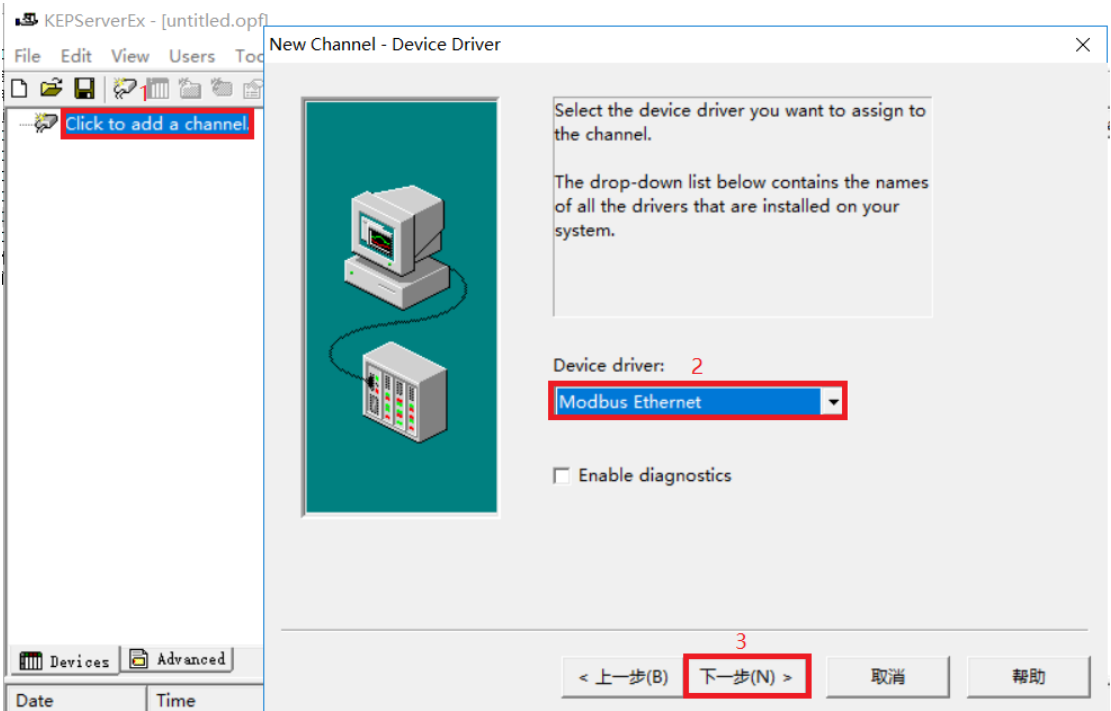 KEPServerEx - [untitled.opf]
New Channel - Device Driver
File Edit View Users Too
1
Click to add a channel.
Select the device driver you want to assign to
the channel.
The drop-down list below contains the names
of all the drivers that are installed on your
system.
Device driver: 2
Modbus Ethernet
Enable diagnostics
3
< 上一步(B) 下一步(N) > 取消 帮助
Devices Advanced
Date Time